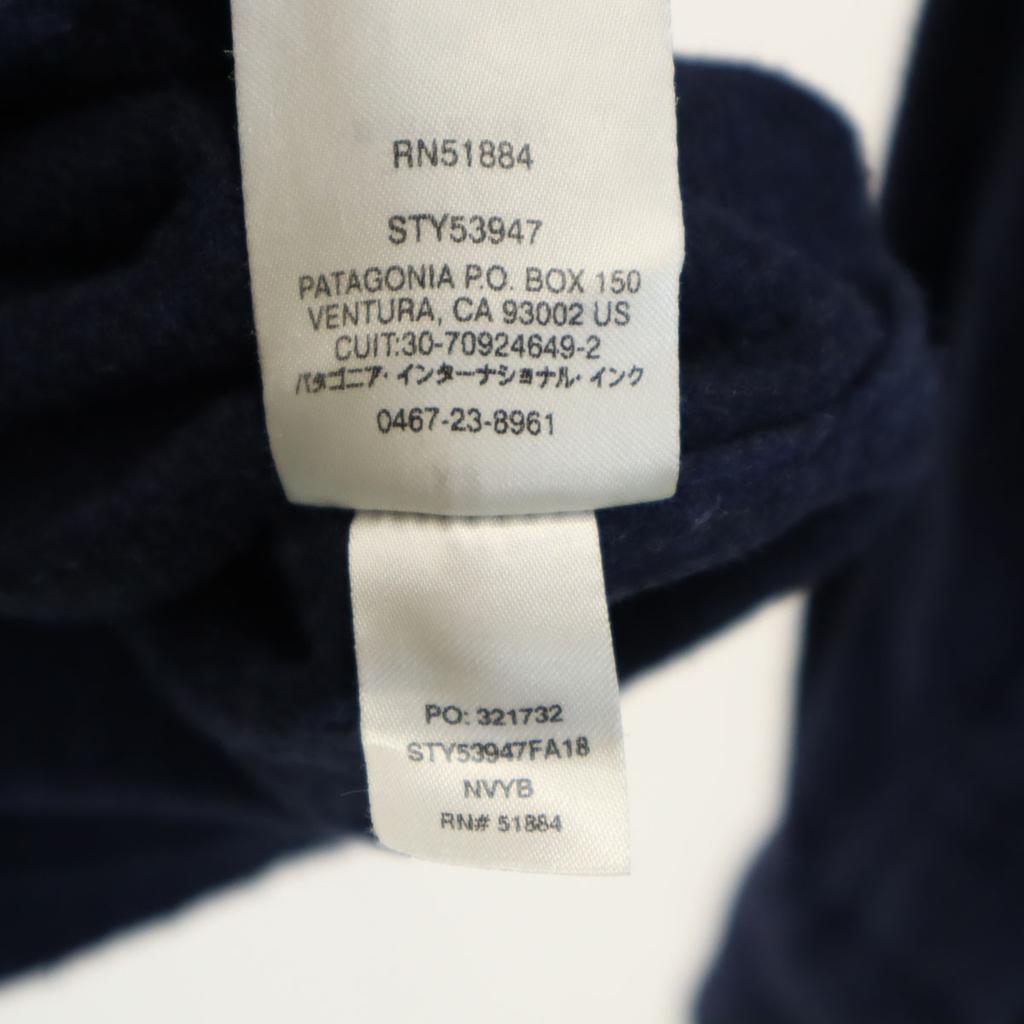 RN51884
STY53947
PATAGONIA P.O. BOX 150
VENTURA, CA 93002 US
CUIT:30-70924649-2
パタゴニア・インターナショナル・インク
0467-23-8961
PO: 321732
STY53947FA18
NVYB
RN# 51884